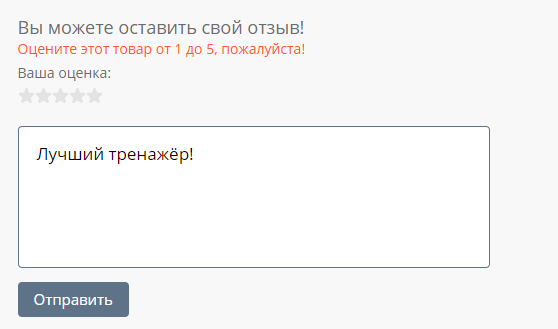 Вы можете оставить свой отзыв!
Оцените этот товар от 1 до 5, пожалуйста!
Ваша оценка:
Лучший тренажёр!
Отправить